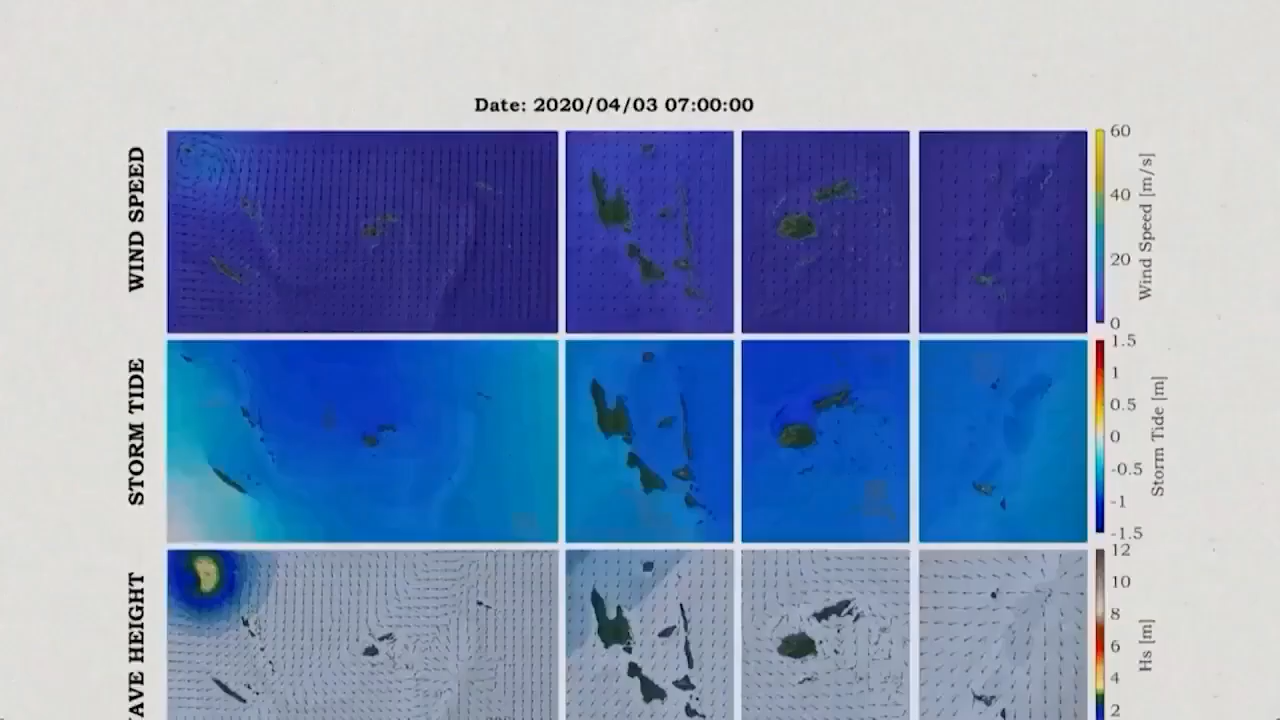 Date: 2020/04/03 07:00:00
WIND SPEED
60
40
20
0
Wind Speed [m/s]
STORM TIDE
1.5
1
0.5
0
-0.5
-1
-1.5
Storm Tide [m]
AVE HEIGHT
12
10
8
6
4
2
Hs [m]